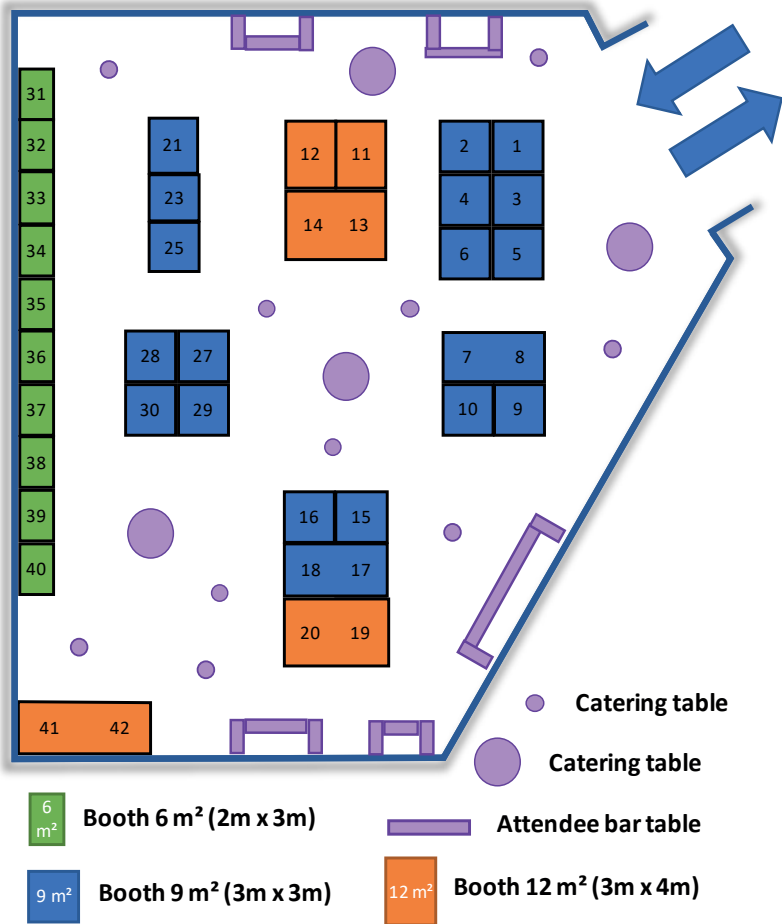 31
32
21
12 11
2 1
33
23
4 3
14 13
34
25
6 5
35
36
28 27
7 8
37
30 29
10 9
38
39
16 15
40
18 17
20 19
41 42
Catering table
Catering table
6 m²
Booth 6 m² (2m x 3m)
Attendee bar table
9 m²
Booth 9 m² (3m x 3m)
12 m²
Booth 12 m² (3m x 4m)